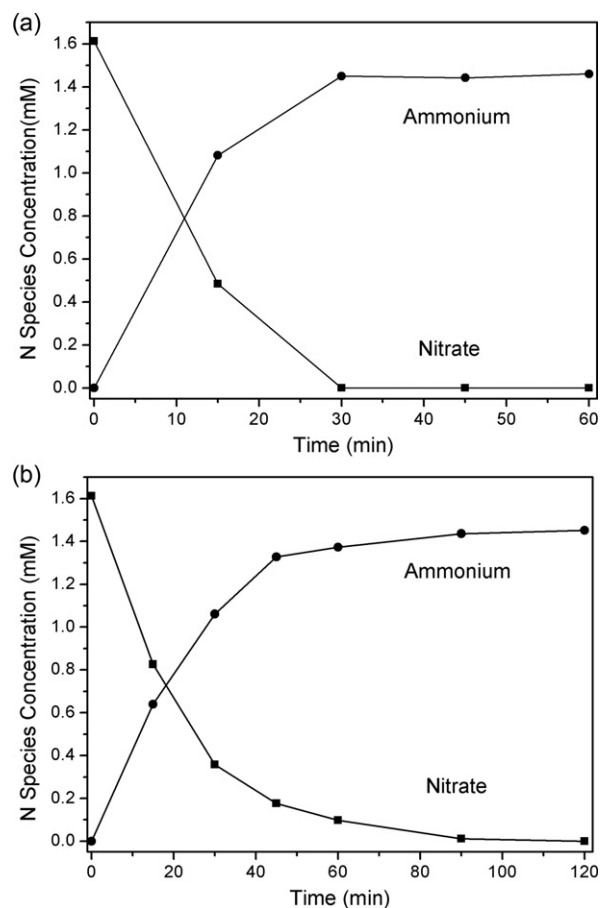 (a)
1.6
1.4
1.2
1.0
0.8
0.6
0.4
0.2
0.0
N Species Concentration(mM)
Ammonium
Nitrate
0 10 20 30 40 50 60
Time (min)
(b)
1.6
1.4
1.2
1.0
0.8
0.6
0.4
0.2
0.0
N Species Concentration (mM)
Ammonium
Nitrate
0 20 40 60 80 100 120
Time (min)